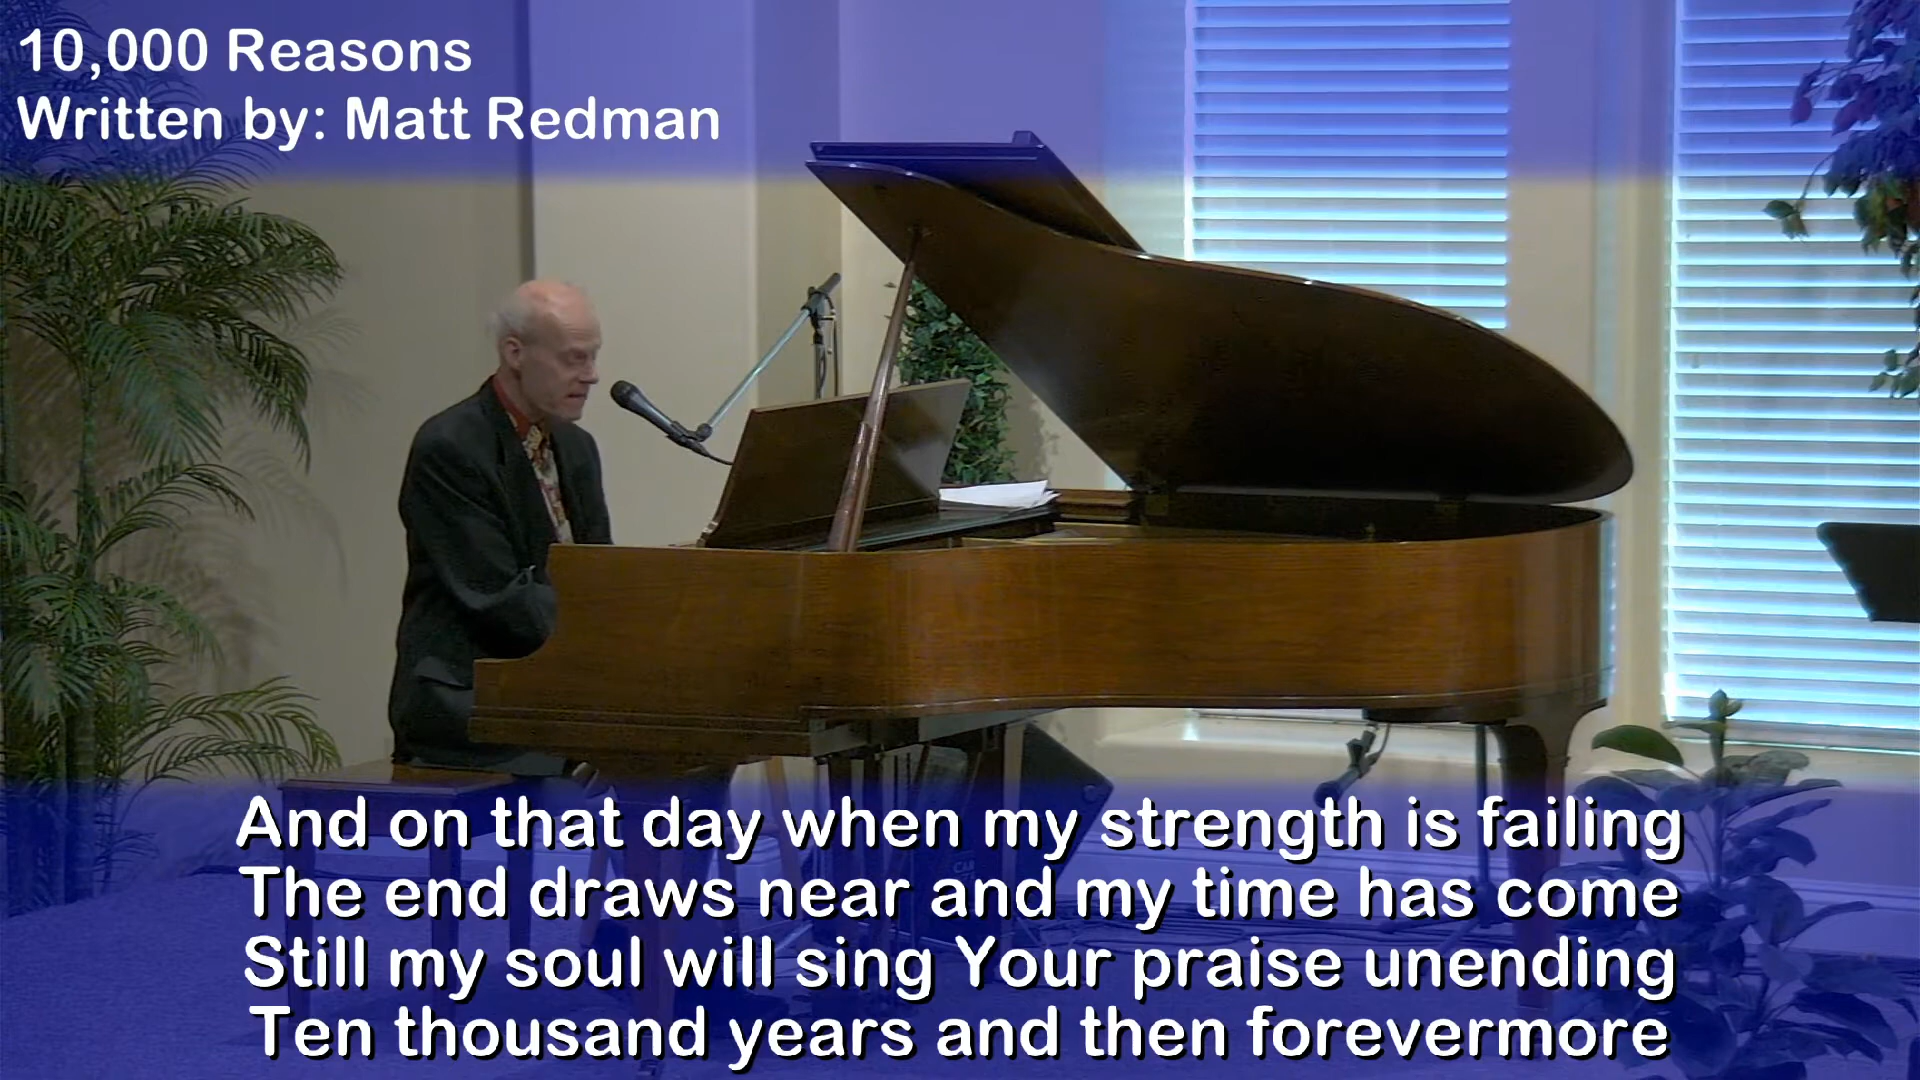 10,000 Reasons
Written by: Matt Redman
And on that day when my strength is failing
The end draws near and my time has come
Still my soul will sing Your praise unending
Ten thousand years and then forevermore